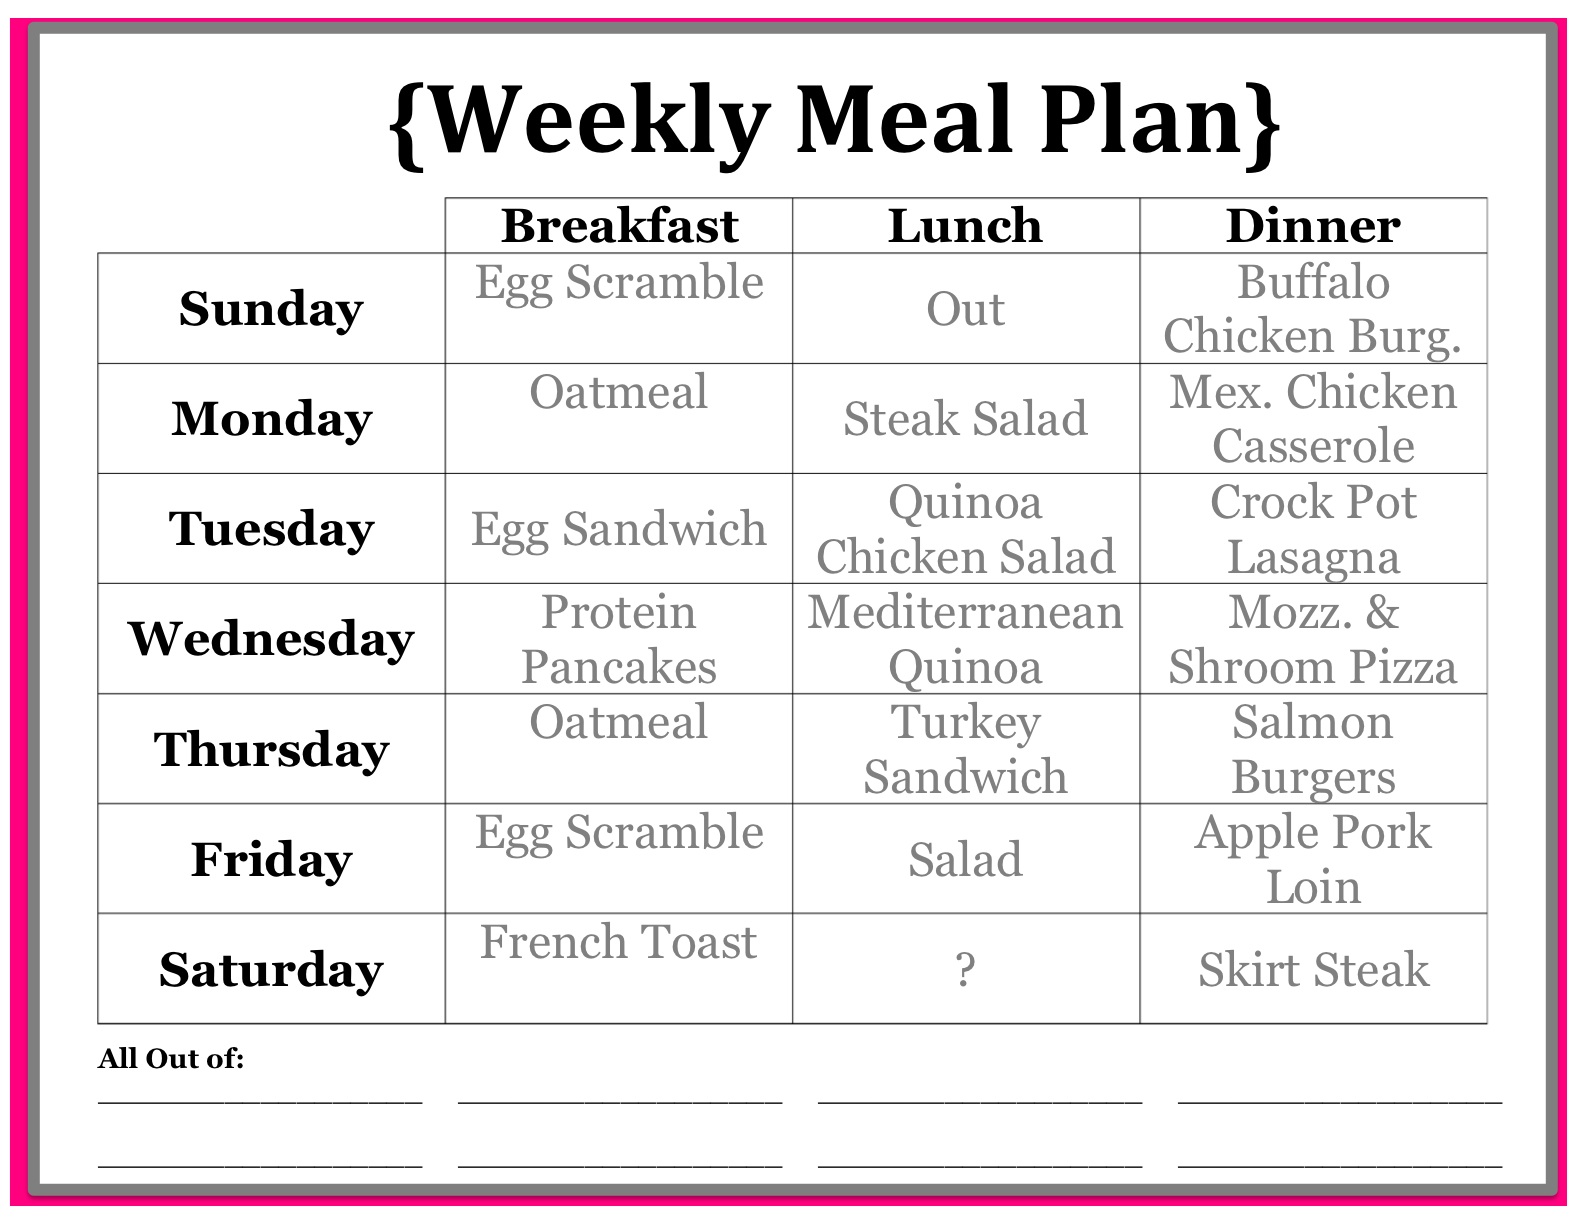 {Weekly Meal Plan}
Breakfast Lunch Dinner
Sunday Egg Scramble Out Buffalo
Chicken Burg.
Monday Oatmeal Steak Salad Mex. Chicken
Casserole
Tuesday Egg Sandwich Quinoa
Chicken Salad Crock Pot
Lasagna
Wednesday Protein
Pancakes Mediterranean
Quinoa Mozz. &
Shroom Pizza
Thursday Oatmeal Turkey
Sandwich Salmon
Burgers
Friday Egg Scramble Salad Apple Pork
Loin
Saturday French Toast ? Skirt Steak
All Out of: